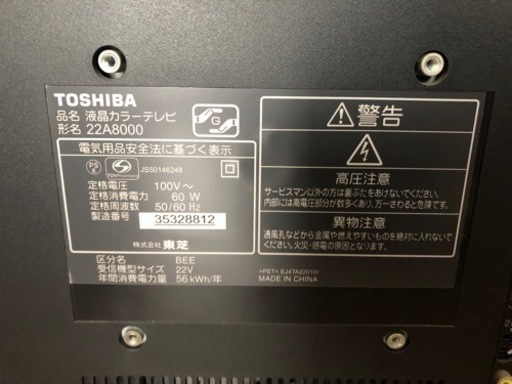 TOSHIBA
品名 液晶カラーテレビ
形名 22A8000
G
電気用品安全法に基づく表示
PS
E
JS50146248
定格電圧 100V～
定格消費電力 60 W
定格周波数 50/60 Hz
製造番号 35328812
株式会社 東芝
区分名 BEE
受信機型サイズ 22V
年間消費電力量 56 kWh/年
警告
高圧注意
サービスマン以外の方は裏ぶたをあけないでください。
内部には高電圧部分が数多くあり、万一さわると危険です。
異物注意
通風孔などから金属や燃えやすいものを絶対に入れない
でください。火災・感電の原因になります。
>PET< EJ4TA22010I
MADE IN CHINA